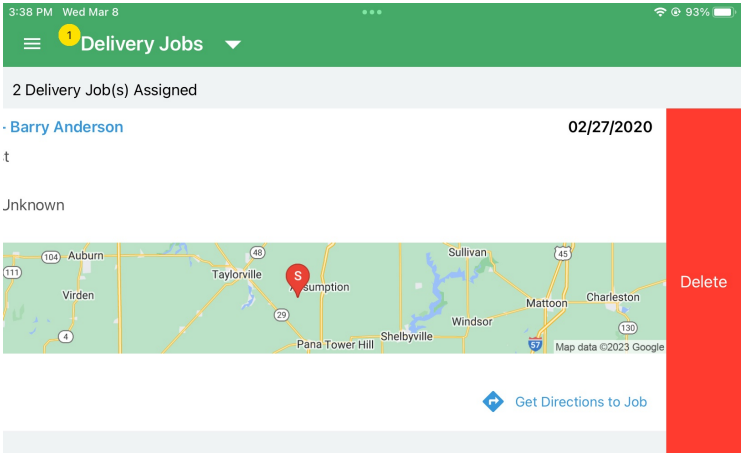 3:38 PM Wed Mar 8
93%
1
Delivery Jobs
2 Delivery Job(s) Assigned
- Barry Anderson
02/27/2020
t
Unknown
104
Auburn
48
Sullivan
45
111
Taylorville
S
sumption
Delete
Virden
Mattoon
Charleston
29
Windsor
130
4
Shelbyville
Pana Tower Hill
57
Map data ©2023 Google
Get Directions to Job